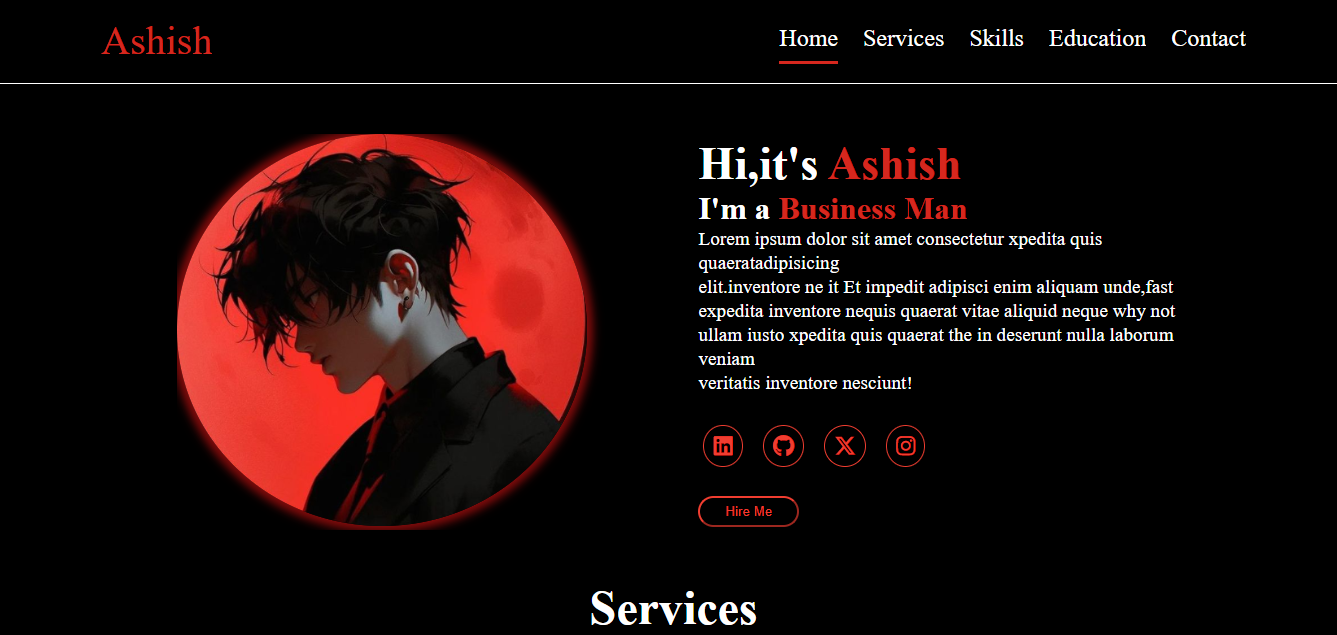 Ashish
Home Services Skills Education Contact
Hi,it's Ashish
I'm a Business Man
Lorem ipsum dolor sit amet consectetur xpedita quis
quaeratadipisicing
elit.inventore ne it Et impedit adipisci enim aliquam unde,fast
expedita inventore nequis quaerat vitae aliquid neque why not
ullam iusto xpedita quis quaerat the in deserunt nulla laborum
veniam
veritatis inventore nesciunt!
Hire Me
Services